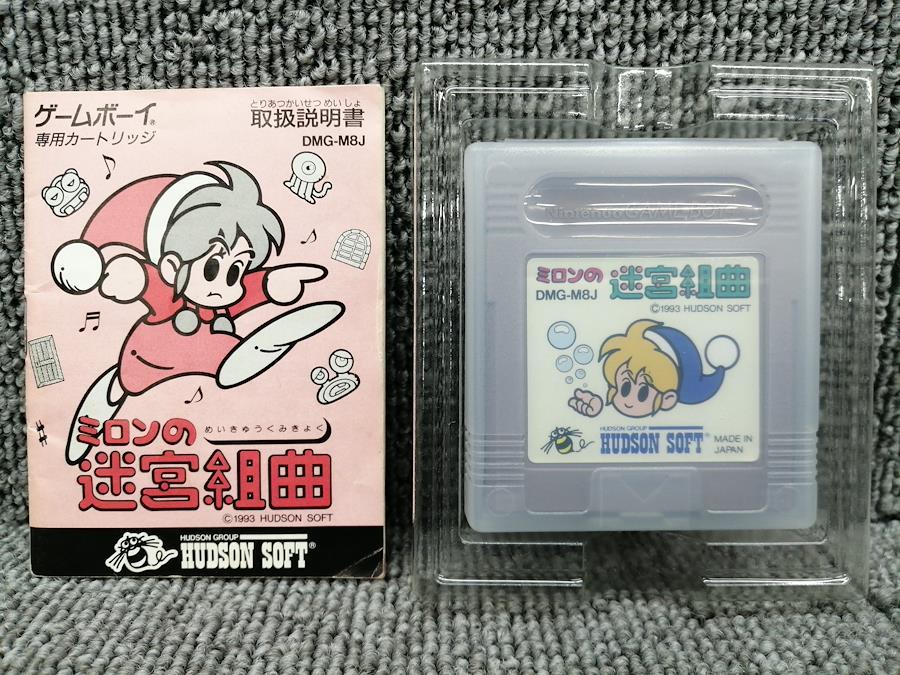 ゲームボーイ®
専用カートリッジ
とりあつかいせつ めい しょ
取扱説明書
DMG-M8J
ミロンの
めいきゅうくみきょく
迷宮組曲
©1993 HUDSON SOFT
HUDSON GROUP
HUDSON SOFT®
Nintendo GAME BOY
ミロンの
迷宮組曲
DMG-M8J
©1993 HUDSON SOFT
HUDSON GROUP
HUDSON SOFT®
MADE IN
JAPAN